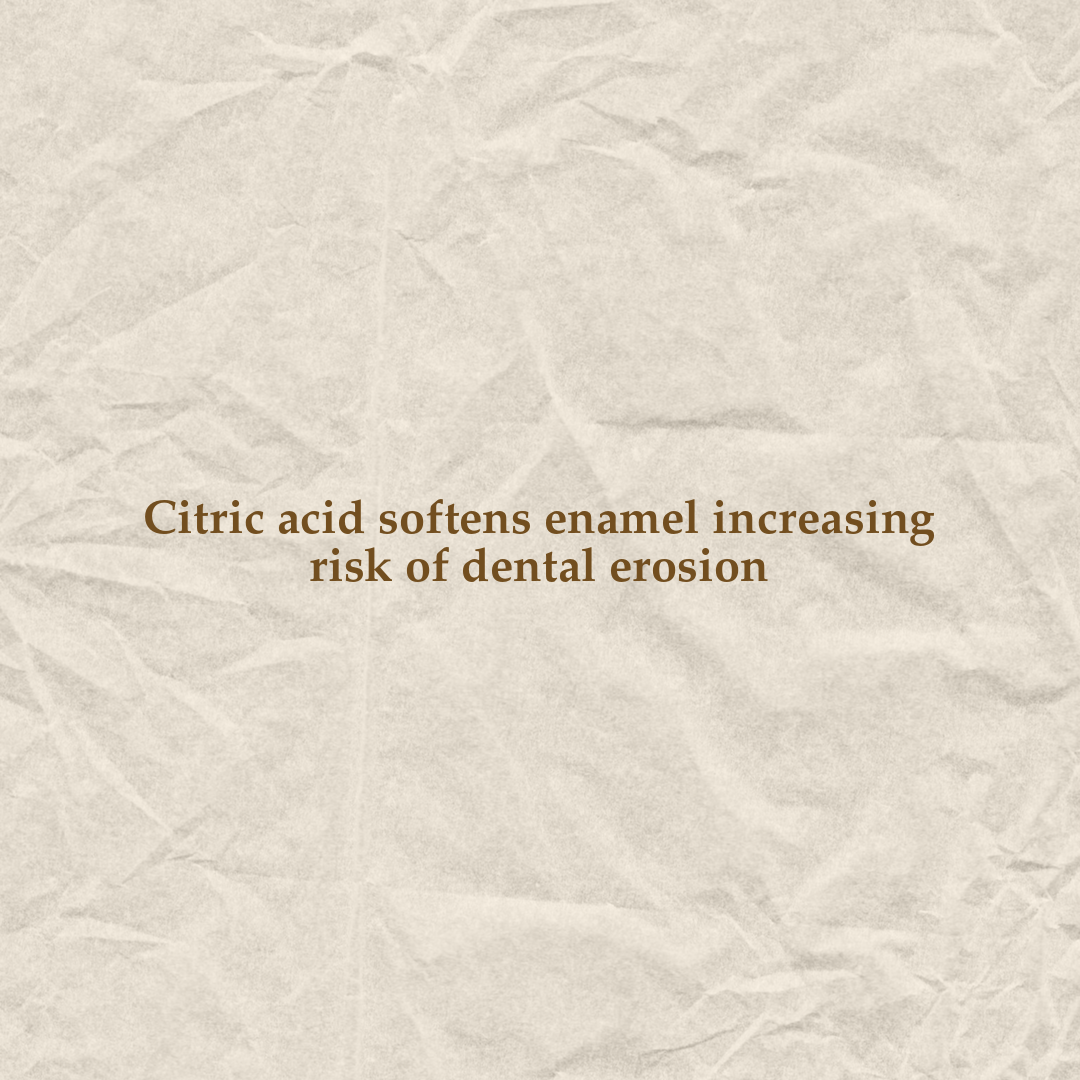 Citric acid softens enamel increasing
risk of dental erosion